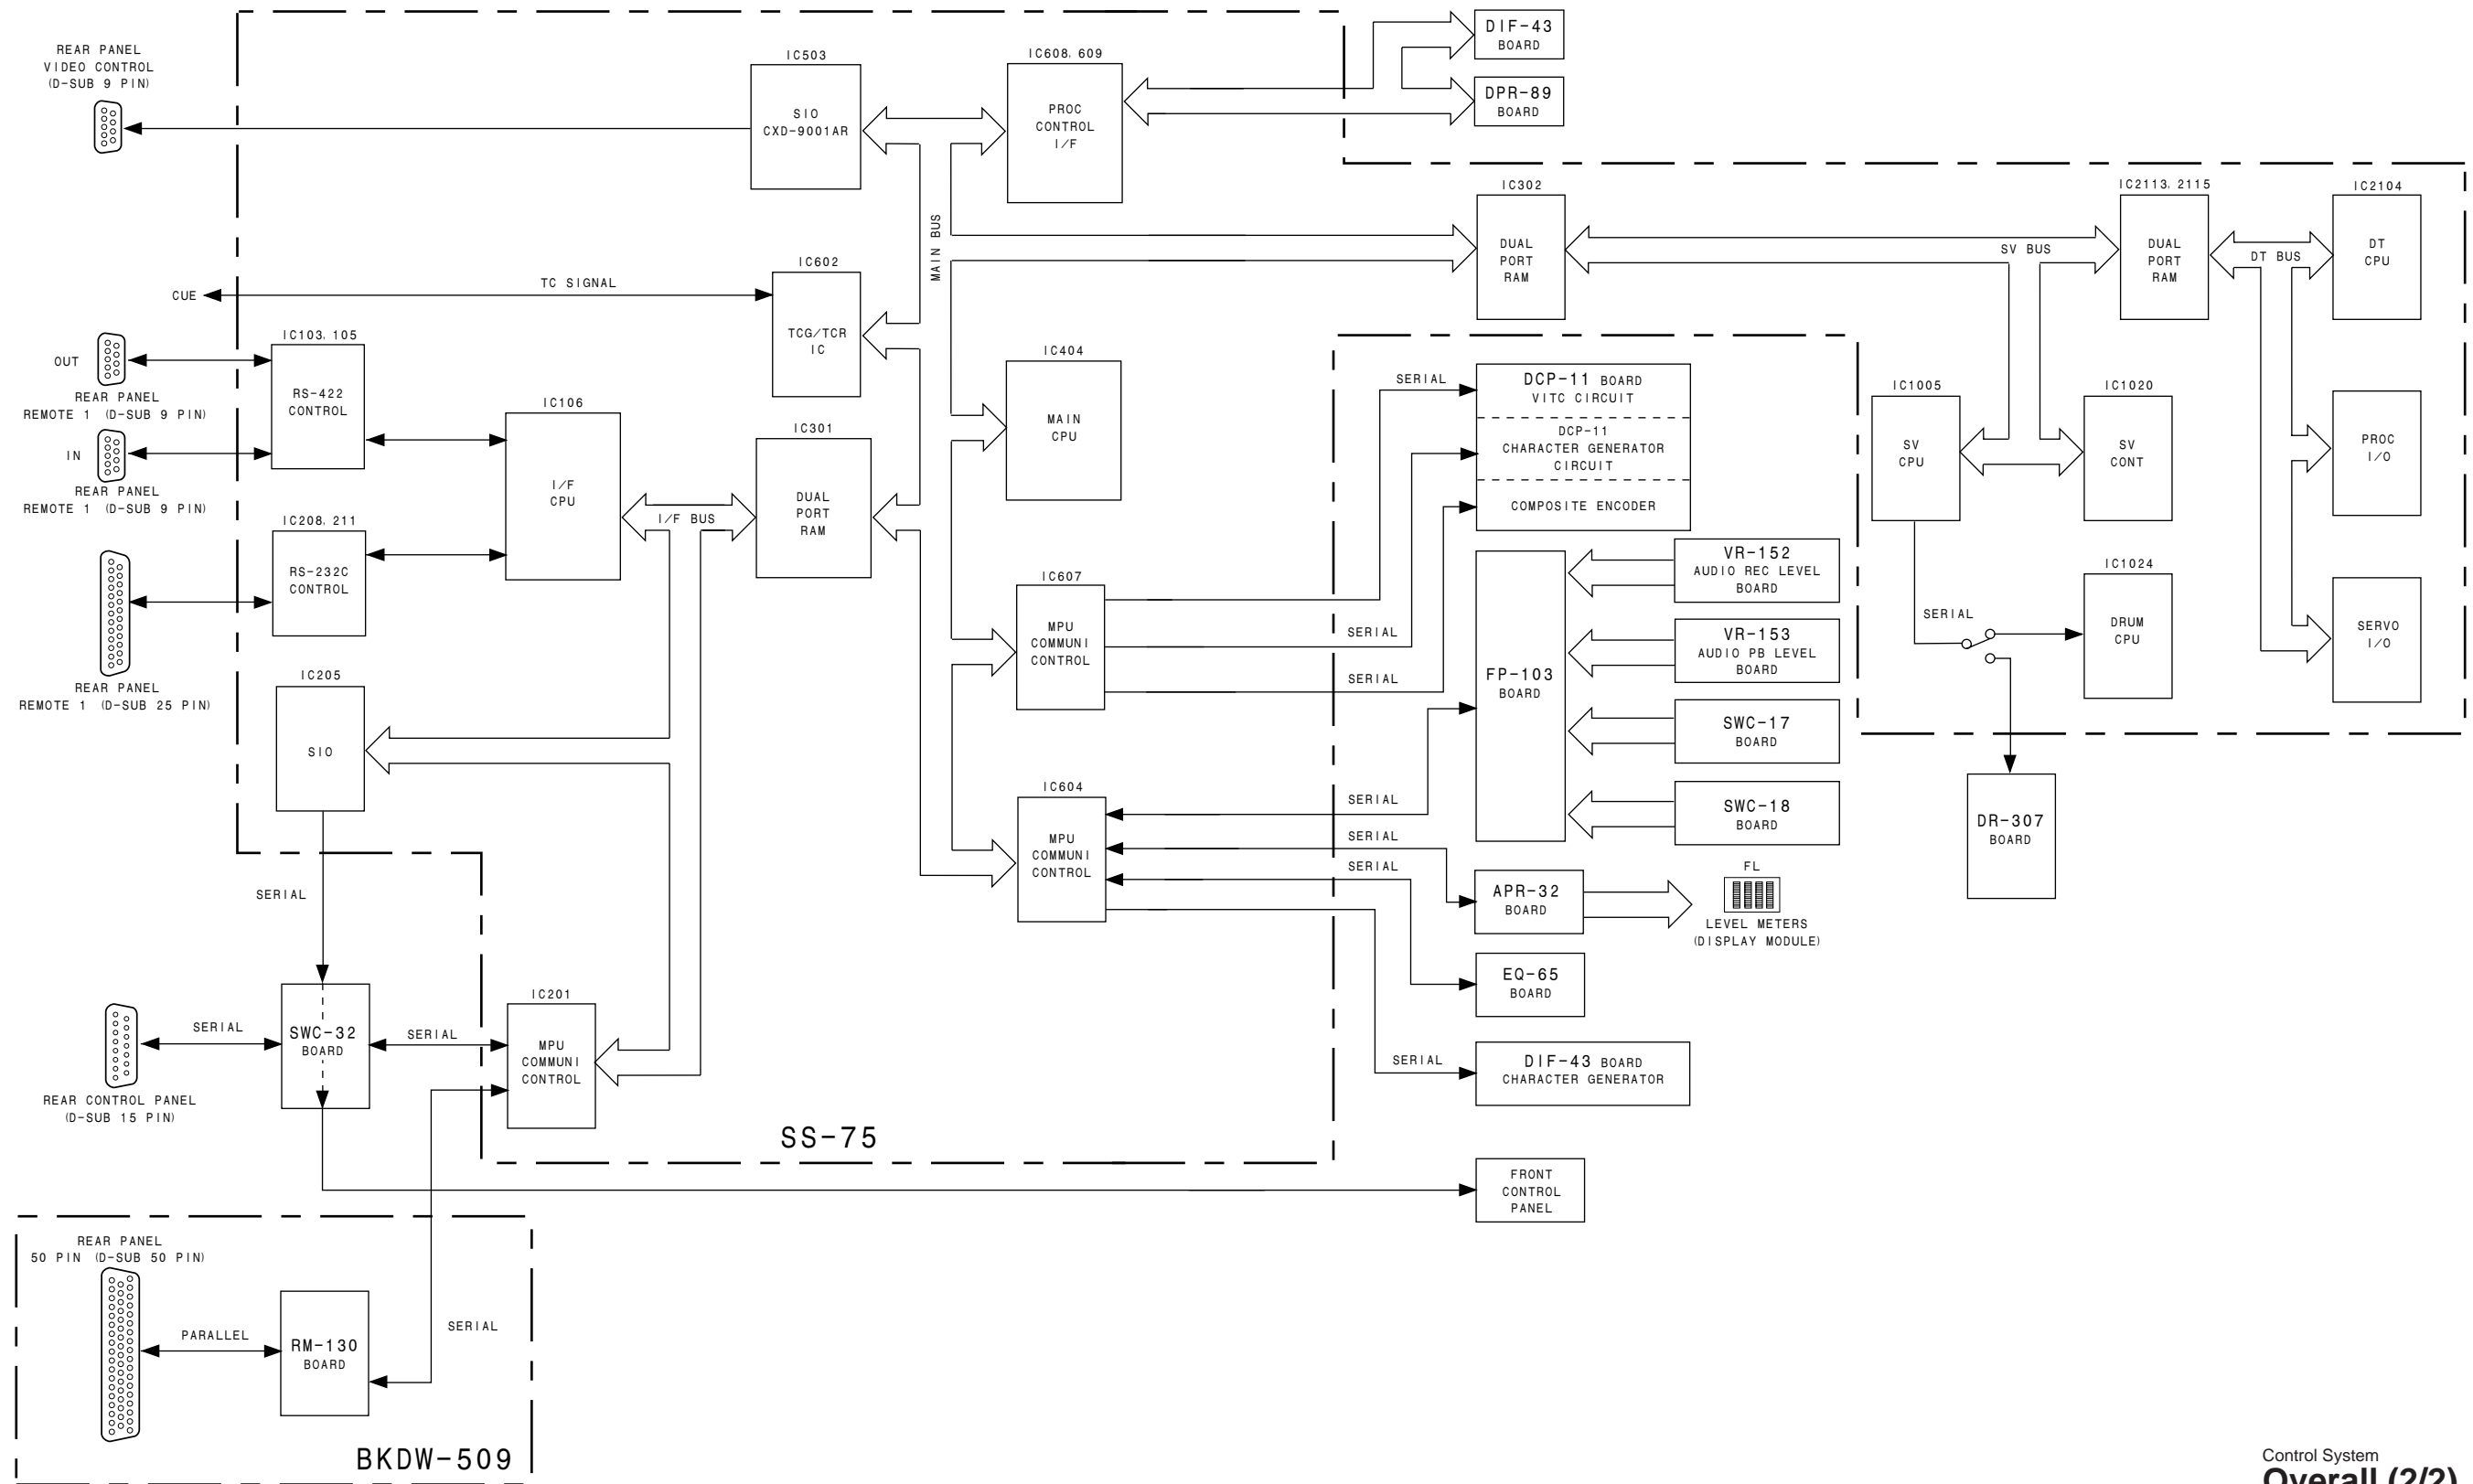 REAR PANEL
VIDEO CONTROL
(D-SUB 9 PIN)
IC503
SIO
CXD-9001AR
IC608, 609
PROC
CONTROL
I/F
DIF-43
BOARD
DPR-89
BOARD
MAIN BUS
IC302
DUAL
PORT
RAM
SV BUS
IC2113, 2115
DUAL
PORT
RAM
DT BUS
IC2104
DT
CPU
CUE
TC SIGNAL
IC602
TCG/TCR
IC
OUT
REAR PANEL
REMOTE 1 (D-SUB 9 PIN)
IN
REAR PANEL
REMOTE 1 (D-SUB 9 PIN)
IC103, 105
RS-422
CONTROL
IC106
I/F
CPU
I/F BUS
IC301
DUAL
PORT
RAM
IC404
MAIN
CPU
SERIAL
DCP-11 BOARD
VITC CIRCUIT
DCP-11
CHARACTER GENERATOR
CIRCUIT
COMPOSITE ENCODER
IC1005
SV
CPU
IC1020
SV
CONT
PROC
I/O
IC208, 211
RS-232C
CONTROL
REAR PANEL
REMOTE 1 (D-SUB 25 PIN)
IC607
MPU
COMMUNI
CONTROL
SERIAL
SERIAL
FP-103
BOARD
VR-152
AUDIO REC LEVEL
BOARD
VR-153
AUDIO PB LEVEL
BOARD
SWC-17
BOARD
SWC-18
BOARD
SERIAL
IC1024
DRUM
CPU
SERVO
I/O
DR-307
BOARD
IC205
SIO
SERIAL
IC604
MPU
COMMUNI
CONTROL
SERIAL
SERIAL
SERIAL
APR-32
BOARD
FL
LEVEL METERS
(DISPLAY MODULE)
EQ-65
BOARD
SERIAL
DIF-43 BOARD
CHARACTER GENERATOR
REAR CONTROL PANEL
(D-SUB 15 PIN)
SERIAL
SWC-32
BOARD
SERIAL
IC201
MPU
COMMUNI
CONTROL
SS-75
FRONT
CONTROL
PANEL
REAR PANEL
50 PIN (D-SUB 50 PIN)
PARALLEL
RM-130
BOARD
SERIAL
BKDW-509
Control System
Overall (2/2)